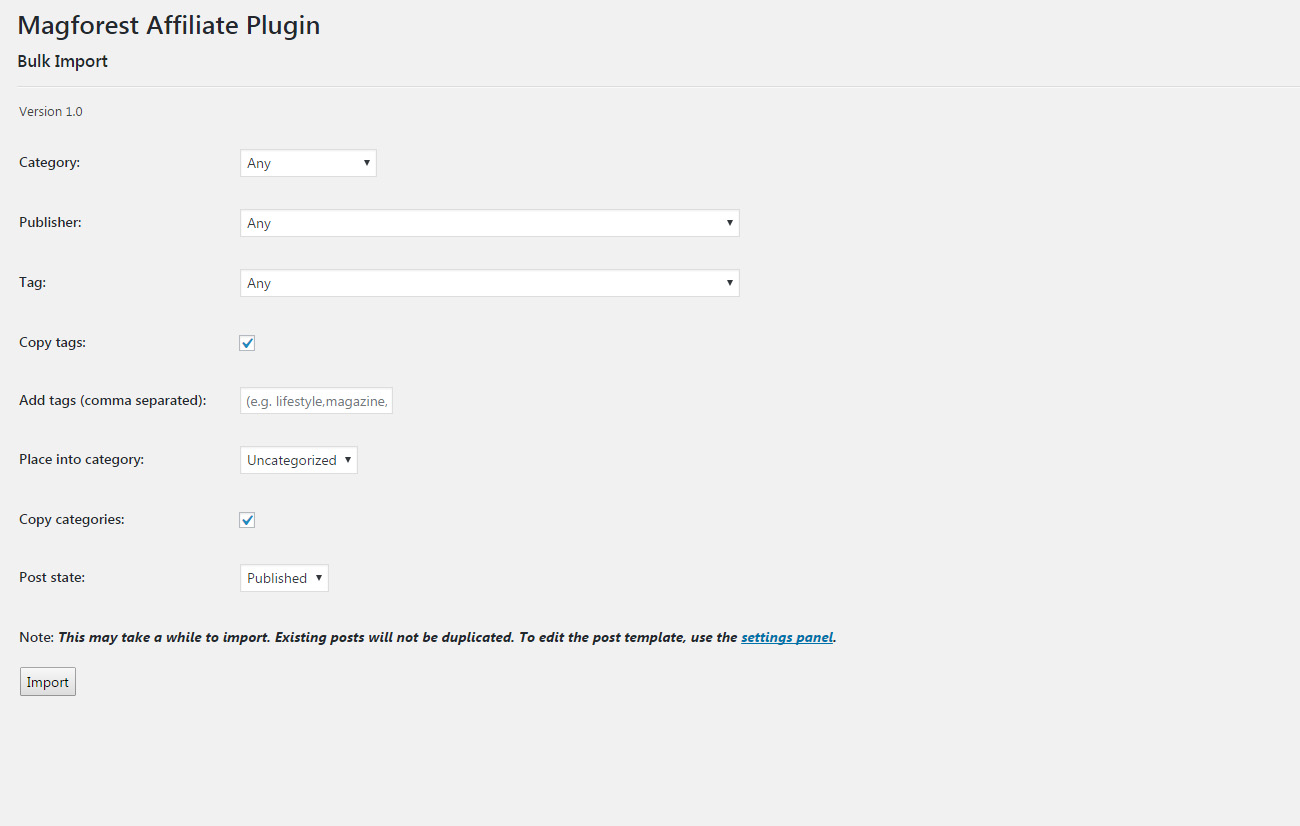 Magforest Affiliate Plugin
Bulk Import
Version 1.0
Category: Any
Publisher: Any
Tag: Any
Copy tags:
Add tags (comma separated): (e.g. lifestyle,magazine,
Place into category: Uncategorized
Copy categories:
Post state: Published
Note: This may take a while to import. Existing posts will not be duplicated. To edit the post template, use the settings panel.
Import